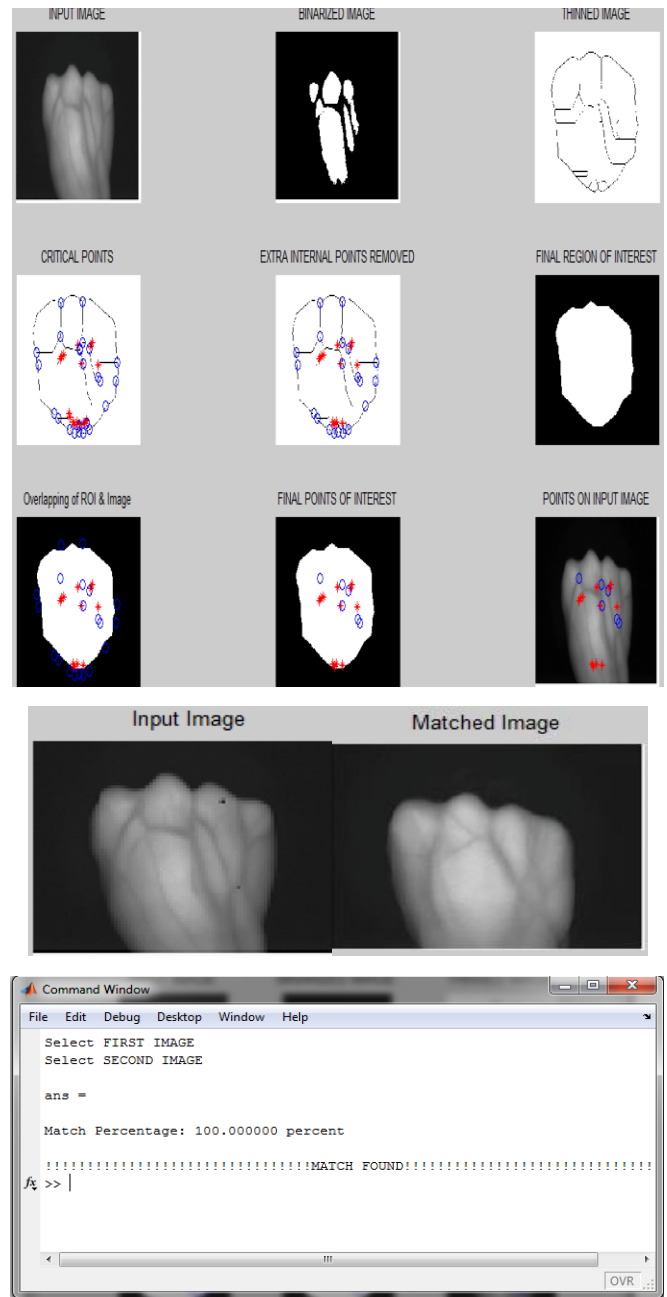 INPUT IMAGE
BINARIZED IMAGE
THINNED IMAGE
CRITICAL POINTS
EXTRA INTERNAL POINTS REMOVED
FINAL REGION OF INTEREST
Overlapping of ROI & Image
FINAL POINTS OF INTEREST
POINTS ON INPUT IMAGE
Input Image
Matched Image
Command Window
File Edit Debug Desktop Window Help
Select FIRST IMAGE
Select SECOND IMAGE
ans =
Match Percentage: 100.000000 percent
!!!!!!!!!!!!!!!!!!!!!!!!!!!!!!!!MATCH FOUND!!!!!!!!!!!!!!!!!!!!!!!!!!!!!!
fx >>
OVR